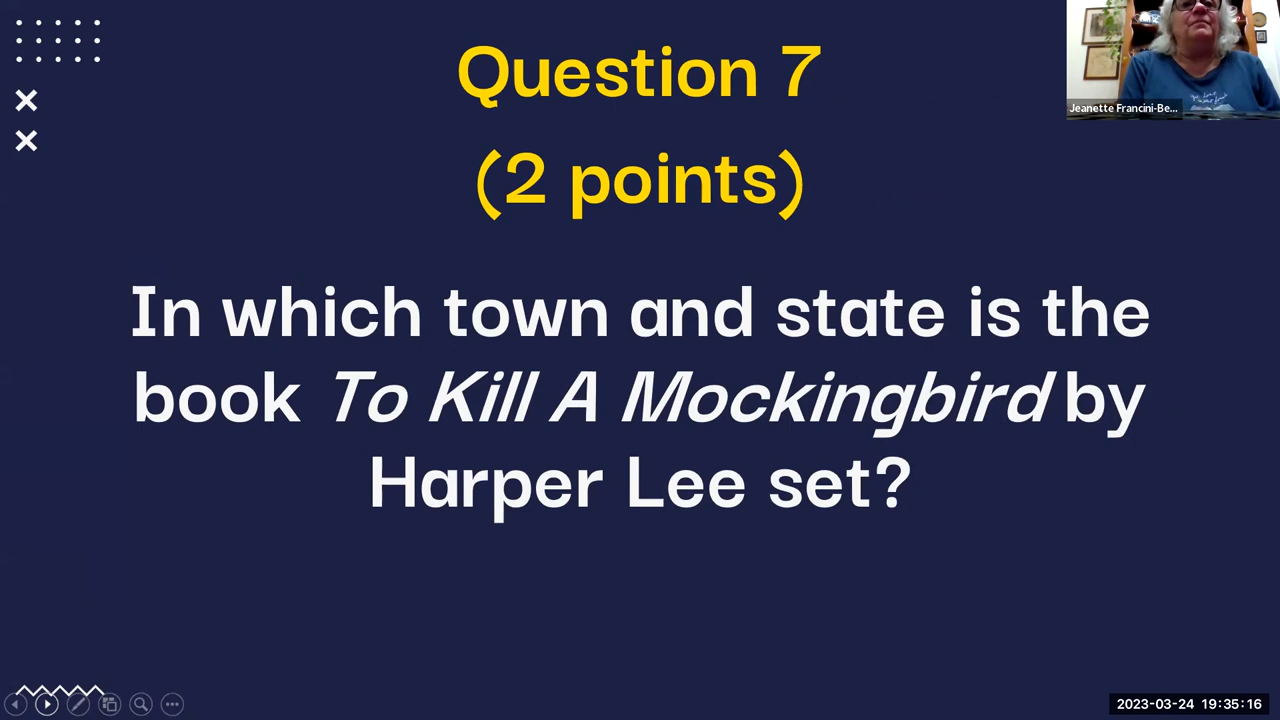 Question 7
(2 points)
In which town and state is the
book To Kill A Mockingbird by
Harper Lee set?
Jeanette Francini-Be...
2023-03-24 19:35:16